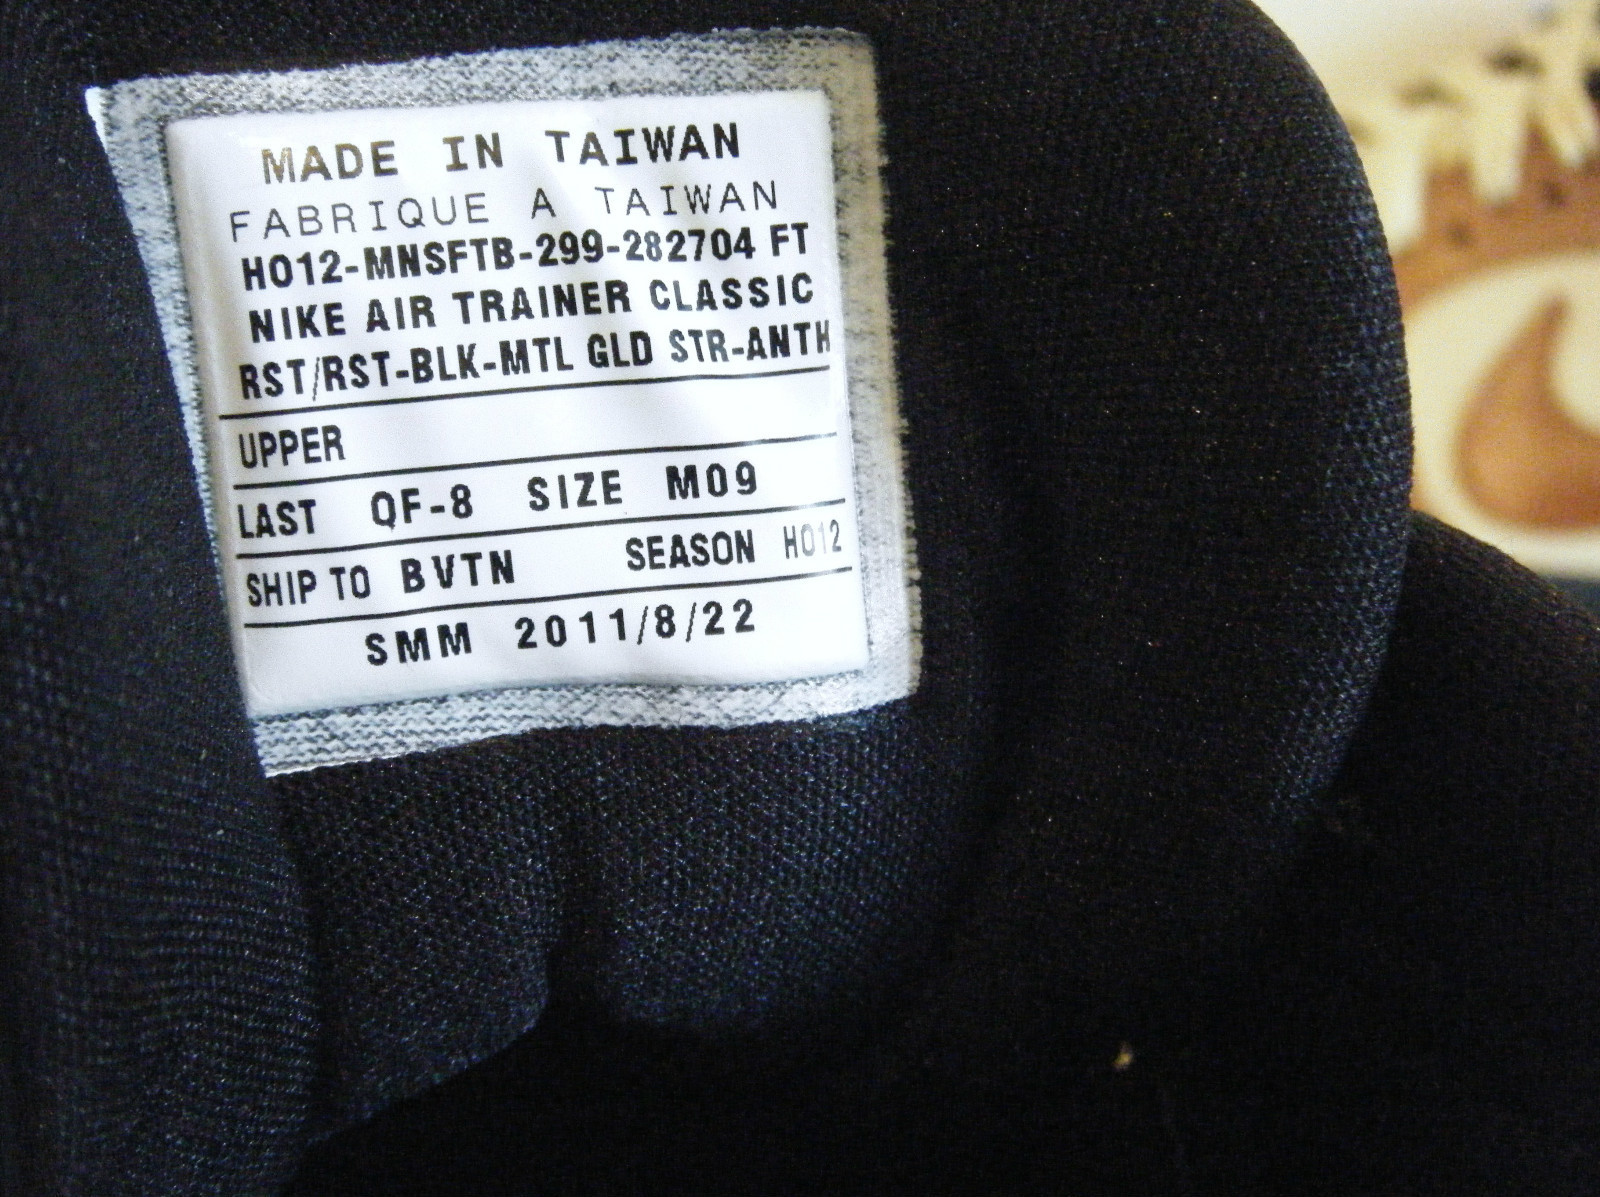 MADE IN TAIWAN
FABRIQUE A TAIWAN
HO12-MNSFTB-299-282704 FT
NIKE AIR TRAINER CLASSIC
RST/RST-BLK-MTL GLD STR-ANTH
UPPER
LAST QF-8 SIZE M09
SHIP TO BVTN SEASON HO12
SMM 2011/8/22